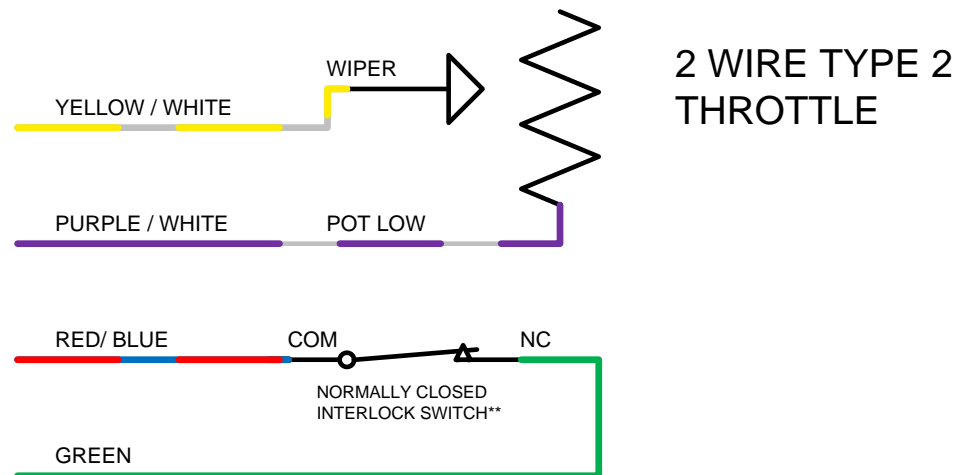 2 WIRE TYPE 2
THROTTLE
WIPER
YELLOW / WHITE
PURPLE / WHITE
POT LOW
RED/ BLUE
COM
NC
NORMALLY CLOSED
INTERLOCK SWITCH**
GREEN